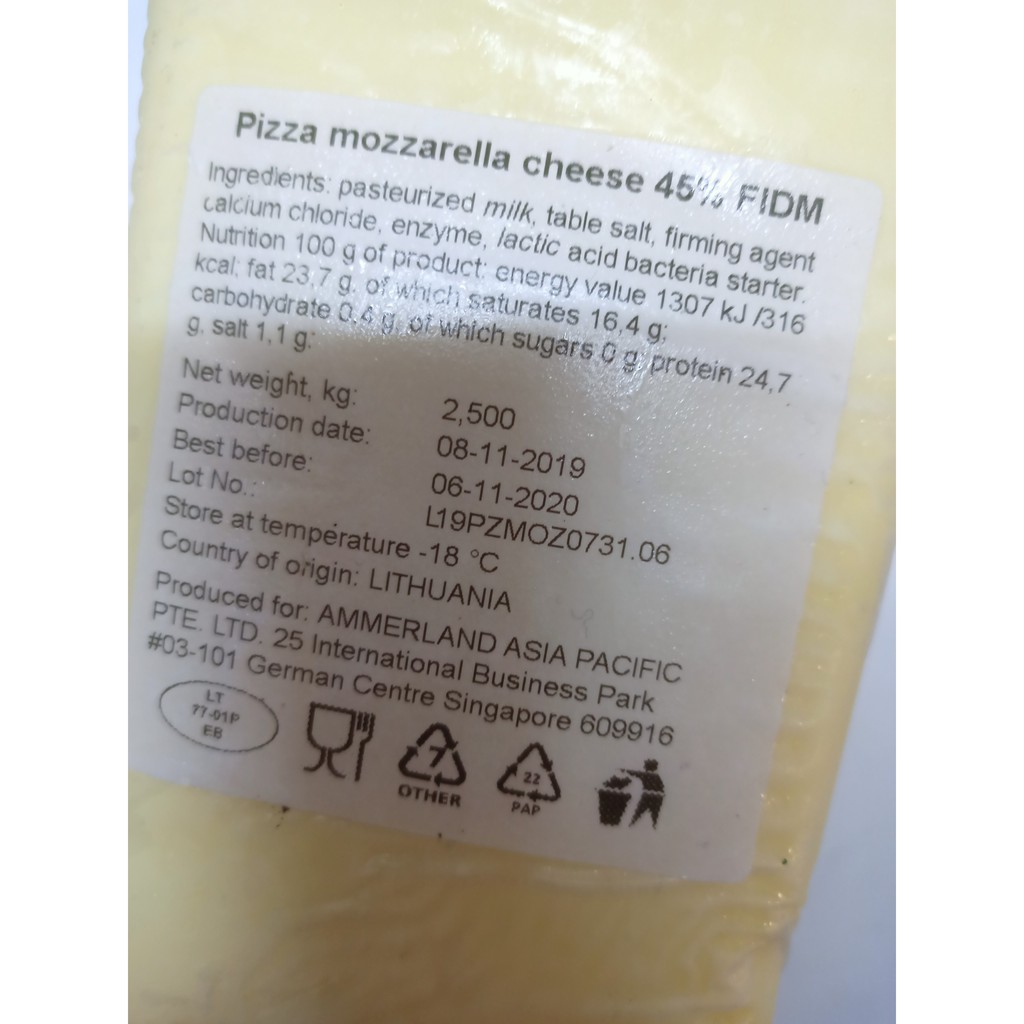 Pizza mozzarella cheese 45% FIDM
Ingredients: pasteurized milk, table salt, firming agent
calcium chloride, enzyme, lactic acid bacteria starter.
Nutrition 100 g of product: energy value 1307 kJ /316
kcal; fat 23,7 g, of which saturates 16,4 g;
carbohydrate 0,4 g, of which sugars 0 g, protein 24,7
g, salt 1,1 g;
Net weight, kg: 2,500
Production date: 08-11-2019
Best before: 06-11-2020
Lot No.: L19PZMOZ0731.06
Store at temperature -18 °C
Country of origin: LITHUANIA
Produced for: AMMERLAND ASIA PACIFIC
PTE. LTD. 25 International Business Park
#03-101 German Centre Singapore 609916
LT
77-01P
EB
7
OTHER
22
PAP